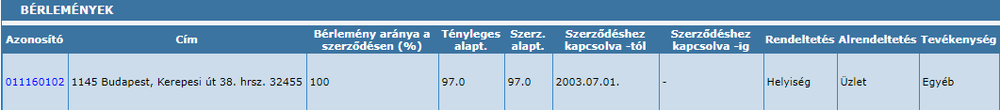 BÉRLEMÉNYEK
Azonosító Cím Bérlemény aránya a szerződésen (%) Tényleges alapt. Szerz. alapt. Szerződéshez kapcsolva -tól Szerződéshez kapcsolva -ig Rendeltetés Alrendeltetés Tevékenység
011160102 1145 Budapest, Kerepesi út 38. hrsz. 32455 100 97.0 97.0 2003.07.01. - Helyiség Üzlet Egyéb